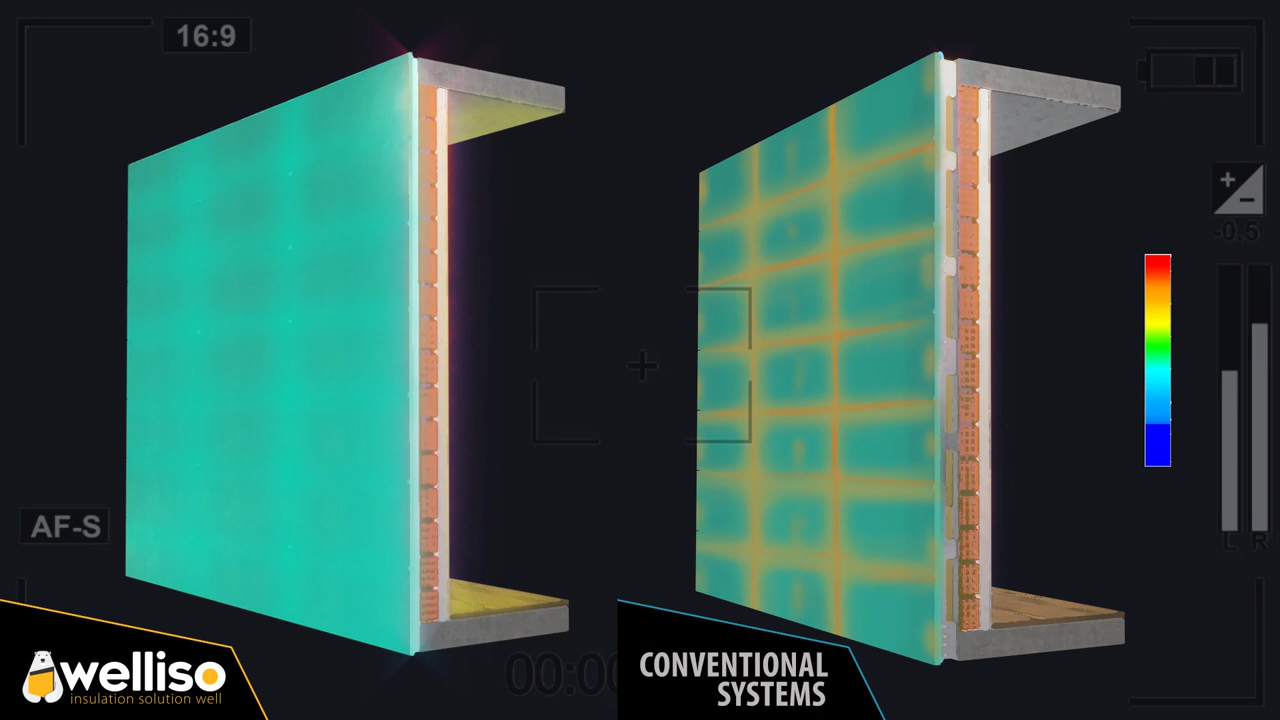 16:9
-0.5
AF-S
L R
welliso
insulation solution well
00:00
CONVENTIONAL
SYSTEMS